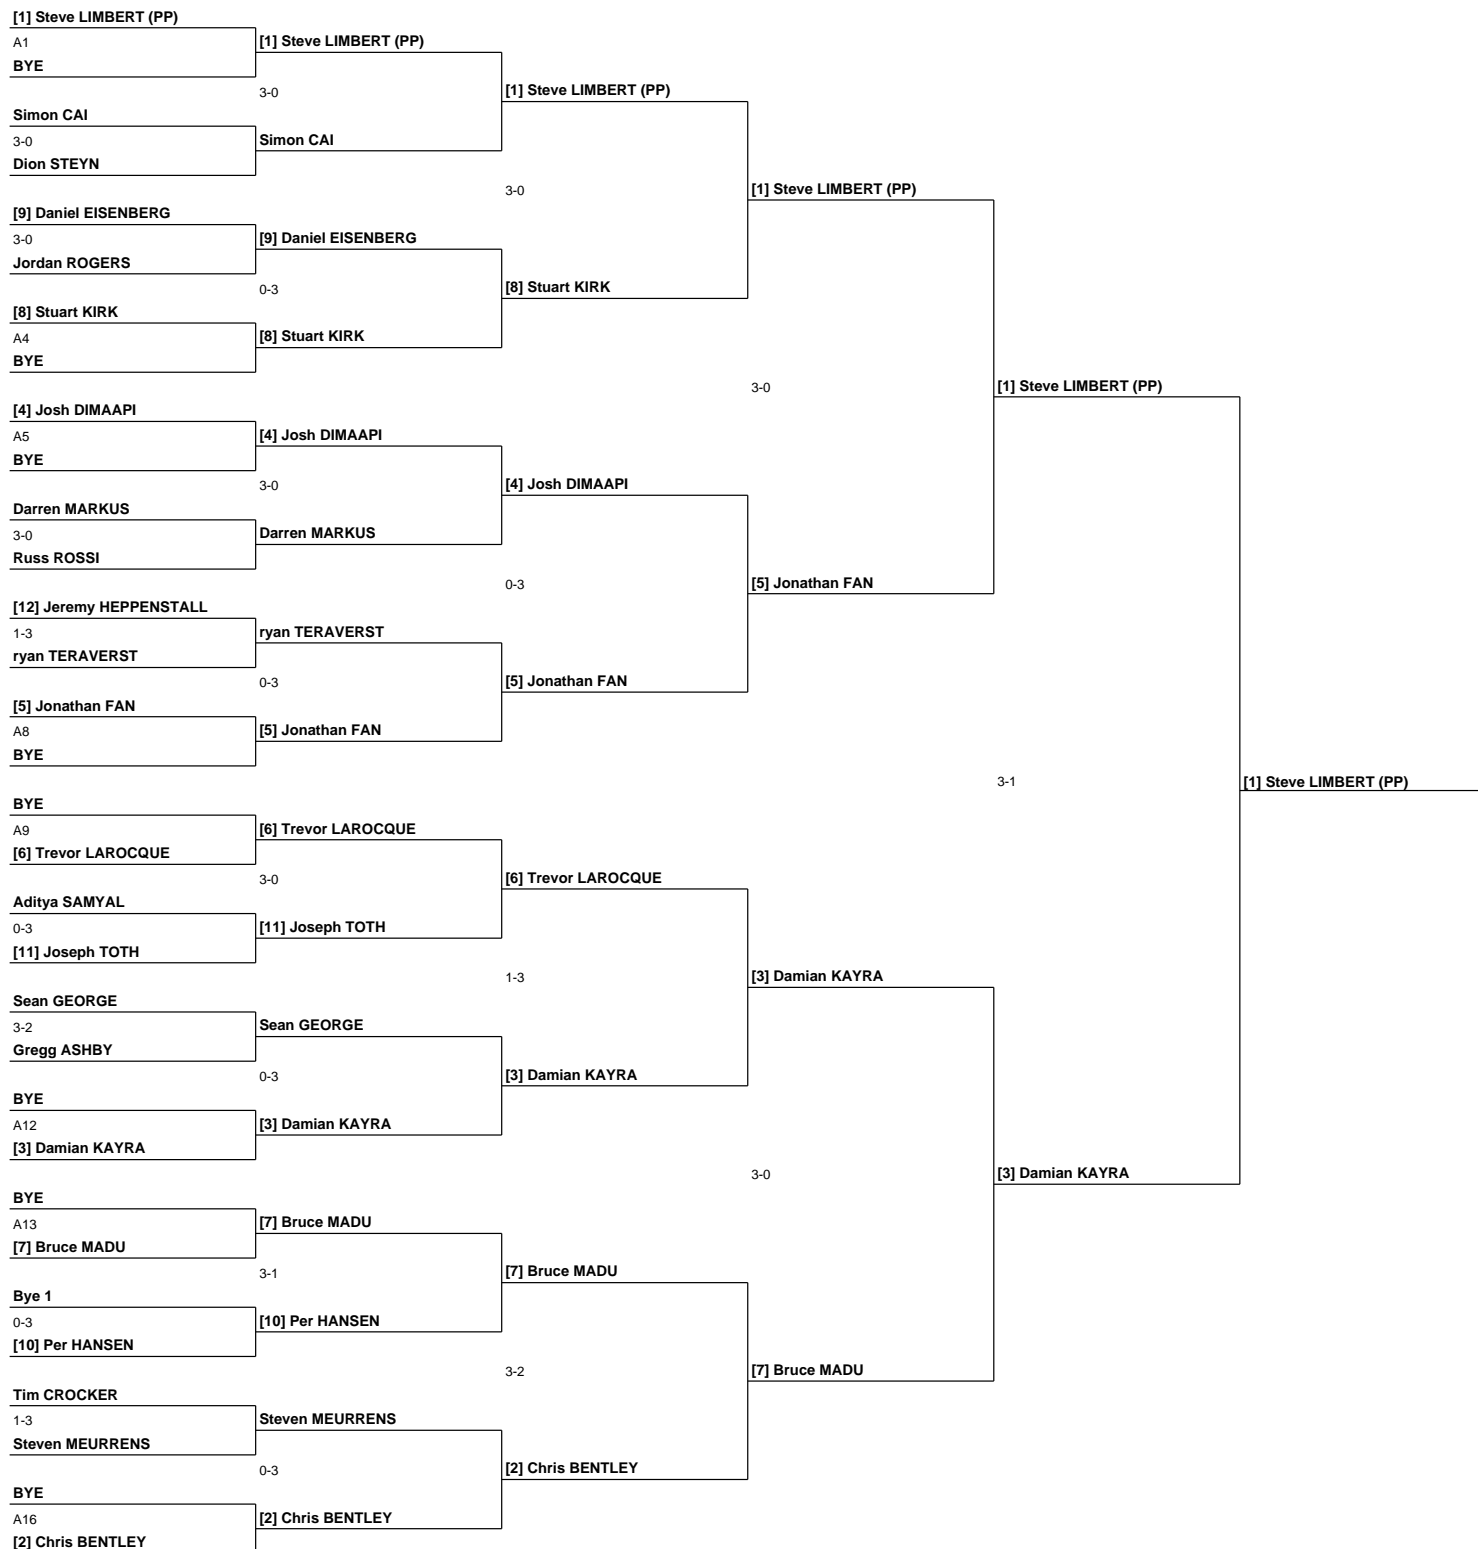 [1] Steve LIMBERT (PP)
A1
BYE
Simon CAI
3-0
Dion STEYN
[9] Daniel EISENBERG
3-0
Jordan ROGERS
[8] Stuart KIRK
A4
BYE
[4] Josh DIMAAPI
A5
BYE
Darren MARKUS
3-0
Russ ROSSI
[12] Jeremy HEPPENSTALL
1-3
ryan TERAVERST
[5] Jonathan FAN
A8
BYE
BYE
A9
[6] Trevor LAROCQUE
Aditya SAMYAL
0-3
[11] Joseph TOTH
Sean GEORGE
3-2
Gregg ASHBY
BYE
A12
[3] Damian KAYRA
BYE
A13
[7] Bruce MADU
Bye 1
0-3
[10] Per HANSEN
Tim CROCKER
1-3
Steven MEURRENS
BYE
A16
[2] Chris BENTLEY
[1] Steve LIMBERT (PP)
3-0
Simon CAI
[9] Daniel EISENBERG
0-3
[8] Stuart KIRK
[4] Josh DIMAAPI
3-0
Darren MARKUS
ryan TERAVERST
0-3
[5] Jonathan FAN
[6] Trevor LAROCQUE
3-0
[11] Joseph TOTH
Sean GEORGE
0-3
[3] Damian KAYRA
[7] Bruce MADU
3-1
[10] Per HANSEN
Steven MEURRENS
0-3
[2] Chris BENTLEY
[1] Steve LIMBERT (PP)
3-0
[8] Stuart KIRK
[4] Josh DIMAAPI
0-3
[5] Jonathan FAN
[6] Trevor LAROCQUE
1-3
[3] Damian KAYRA
[7] Bruce MADU
3-2
[2] Chris BENTLEY
[1] Steve LIMBERT (PP)
3-0
[5] Jonathan FAN
[3] Damian KAYRA
3-0
[7] Bruce MADU
[1] Steve LIMBERT (PP)
3-1
[3] Damian KAYRA
[1] Steve LIMBERT (PP)